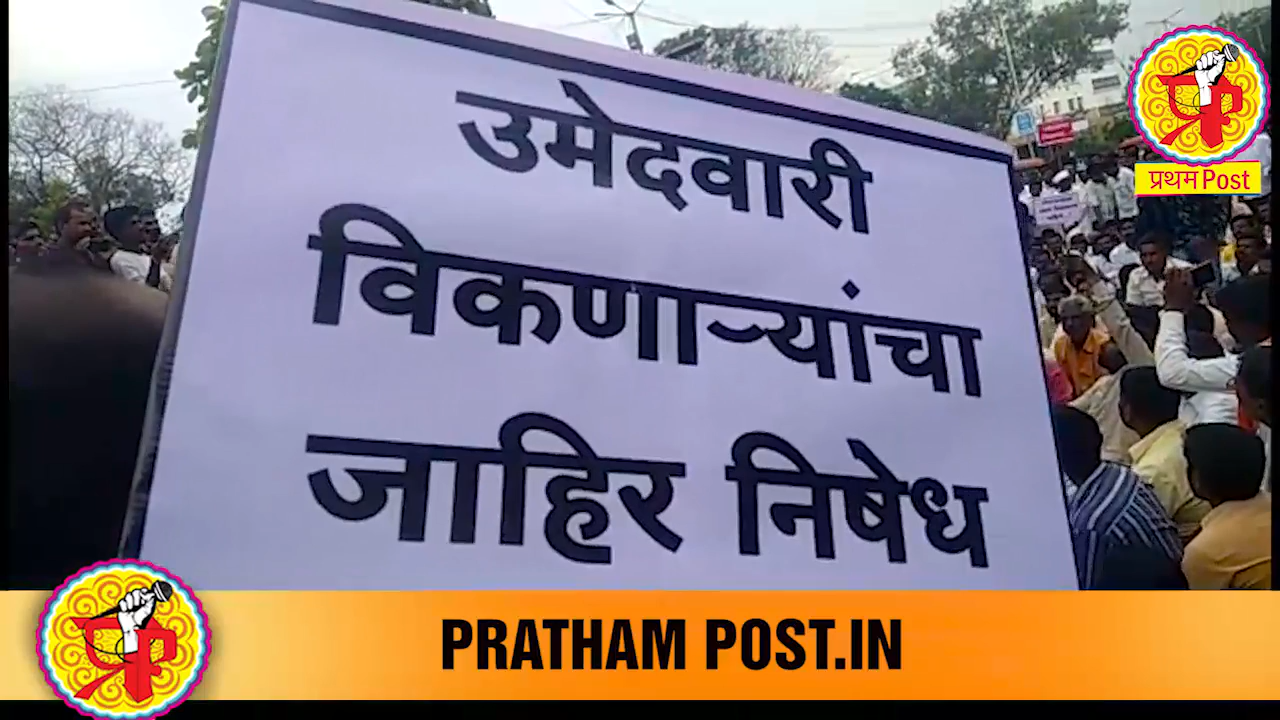 उमेदवारी
विकणाऱ्यांचा
जाहिर निषेध
प्रथम Post
PRATHAM POST.IN